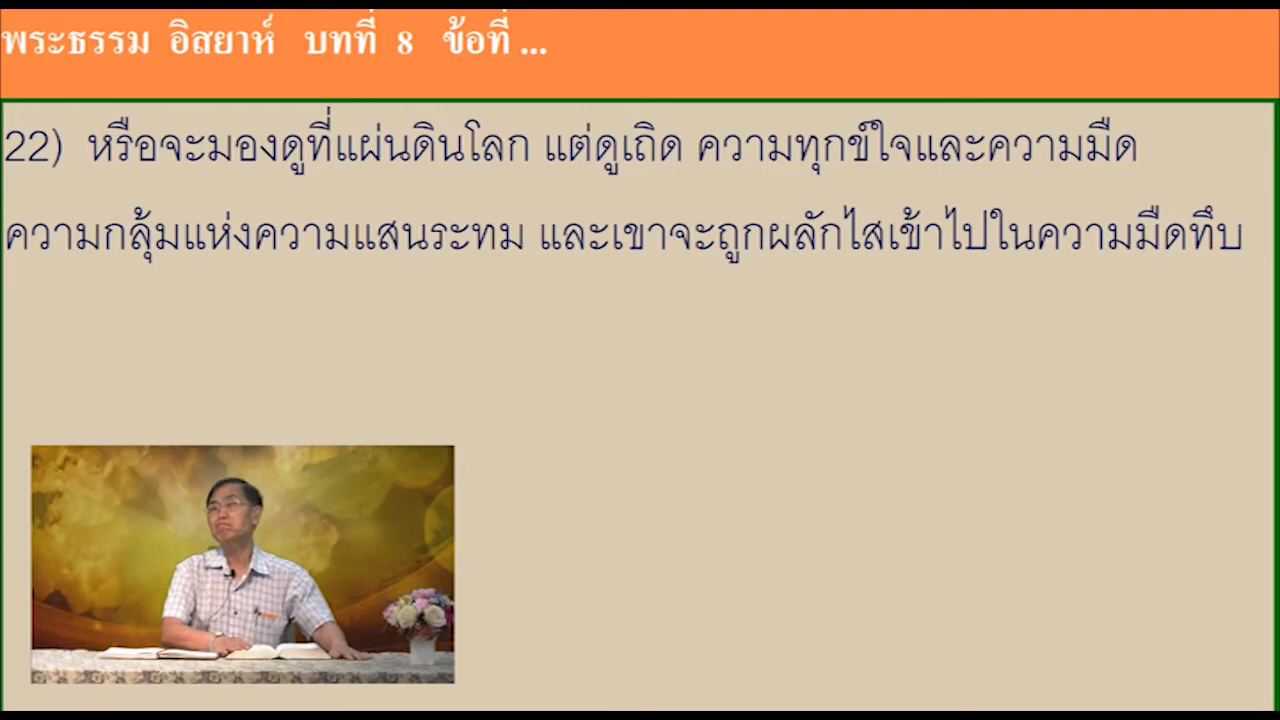 พระธรรม อิสยาห์ บทที่ 8 ข้อที่ ...
22) หรือจะมองดูที่แผ่นดินโลก แต่ดูเถิด ความทุกข์ใจและความมืด
ความกลุ้มแห่งความแสนระทม และเขาจะถูกผลักไสเข้าไปในความมืดทึบ